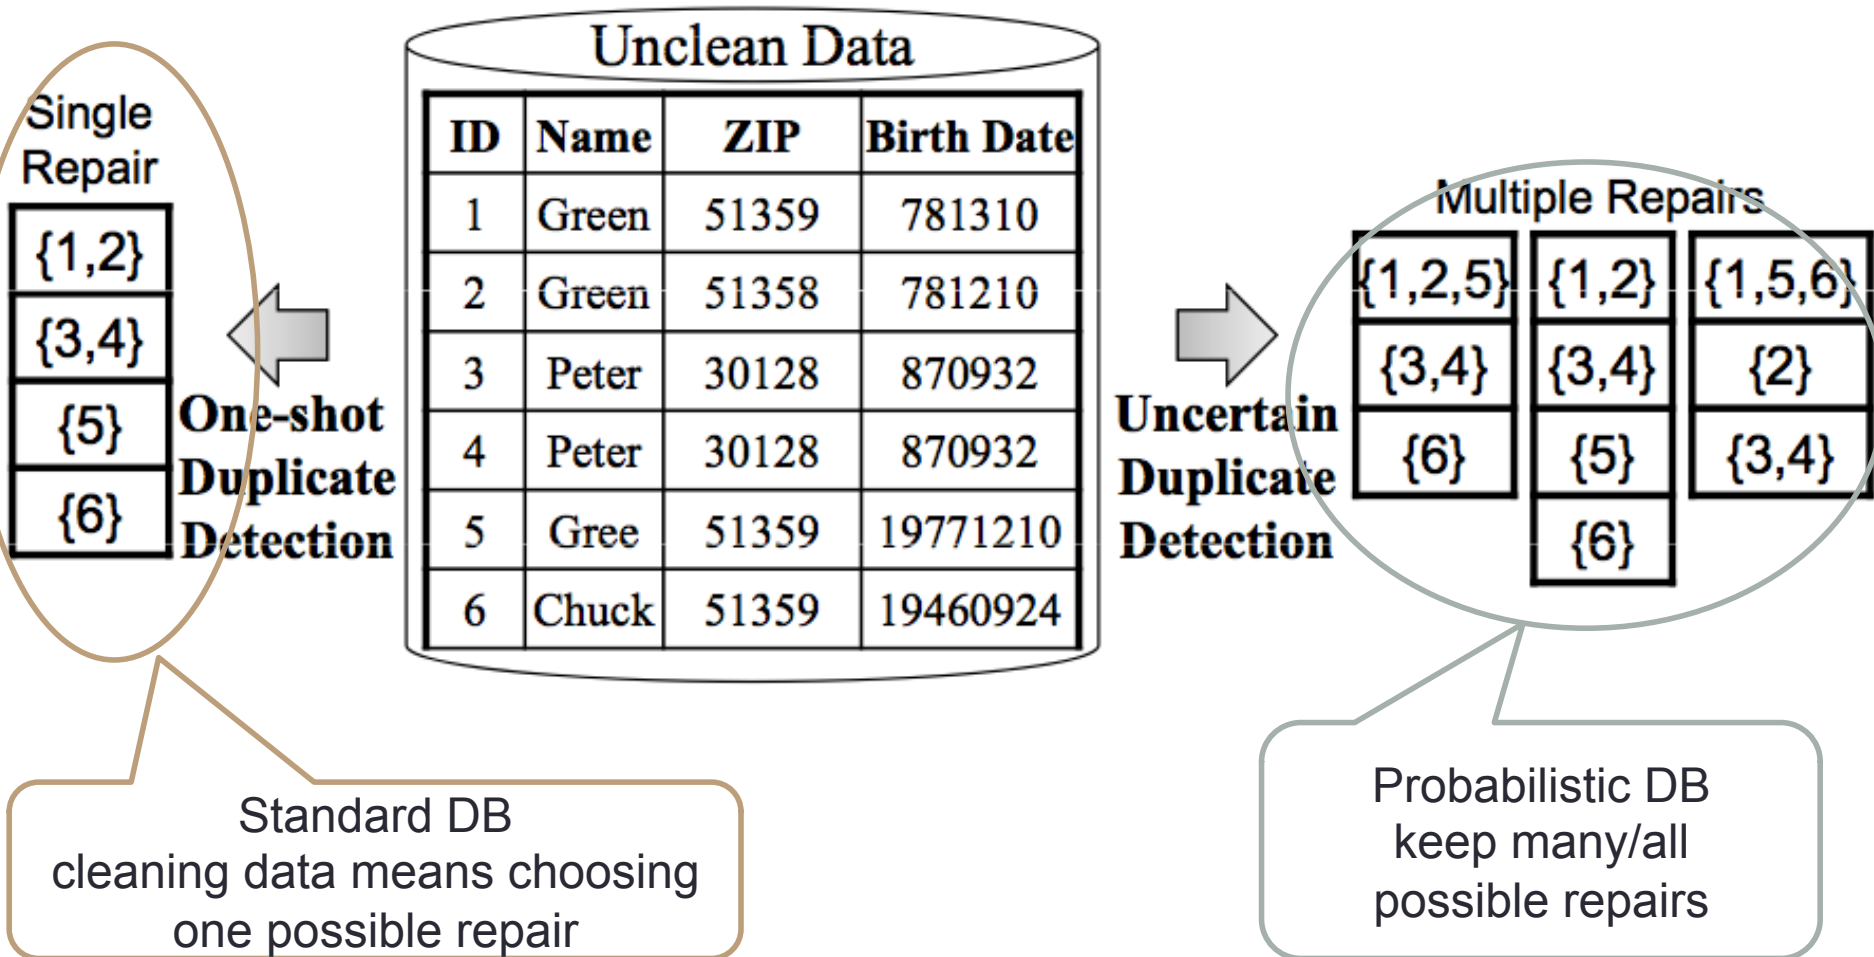 Unclean Data
ID Name ZIP Birth Date
1 Green 51359 781310
2 Green 51358 781210
3 Peter 30128 870932
4 Peter 30128 870932
5 Gree 51359 19771210
6 Chuck 51359 19460924
Single
Repair
{1,2}
{3,4}
{5}
{6}
One-shot
Duplicate
Detection
Uncertain
Duplicate
Detection
Multiple Repairs
{1,2,5} {1,2} {1,5,6}
{3,4} {3,4} {2}
{6} {5} {3,4}
{6}
Standard DB
cleaning data means choosing
one possible repair
Probabilistic DB
keep many/all
possible repairs